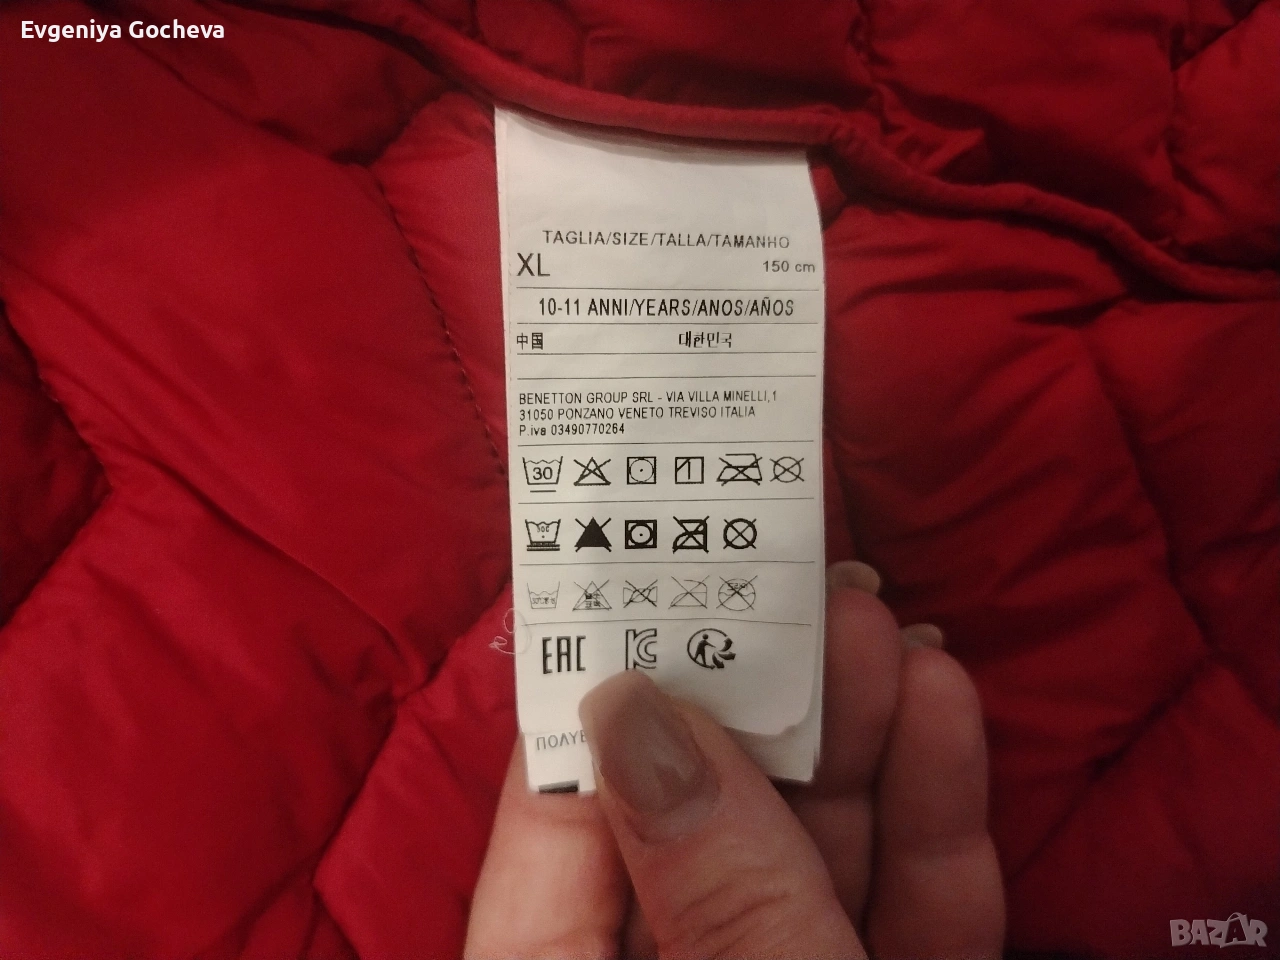 Evgeniya Gocheva
TAGLIA/SIZE/TALLA/TAMANHO
XL 150 cm
10-11 ANNI/YEARS/ANOS/AÑOS
中国 대한민국
BENETTON GROUP SRL - VIA VILLA MINELLI,1
31050 PONZANO VENETO TREVISO ITALIA
P.iva 03490770264
30
EAC
BAZAR